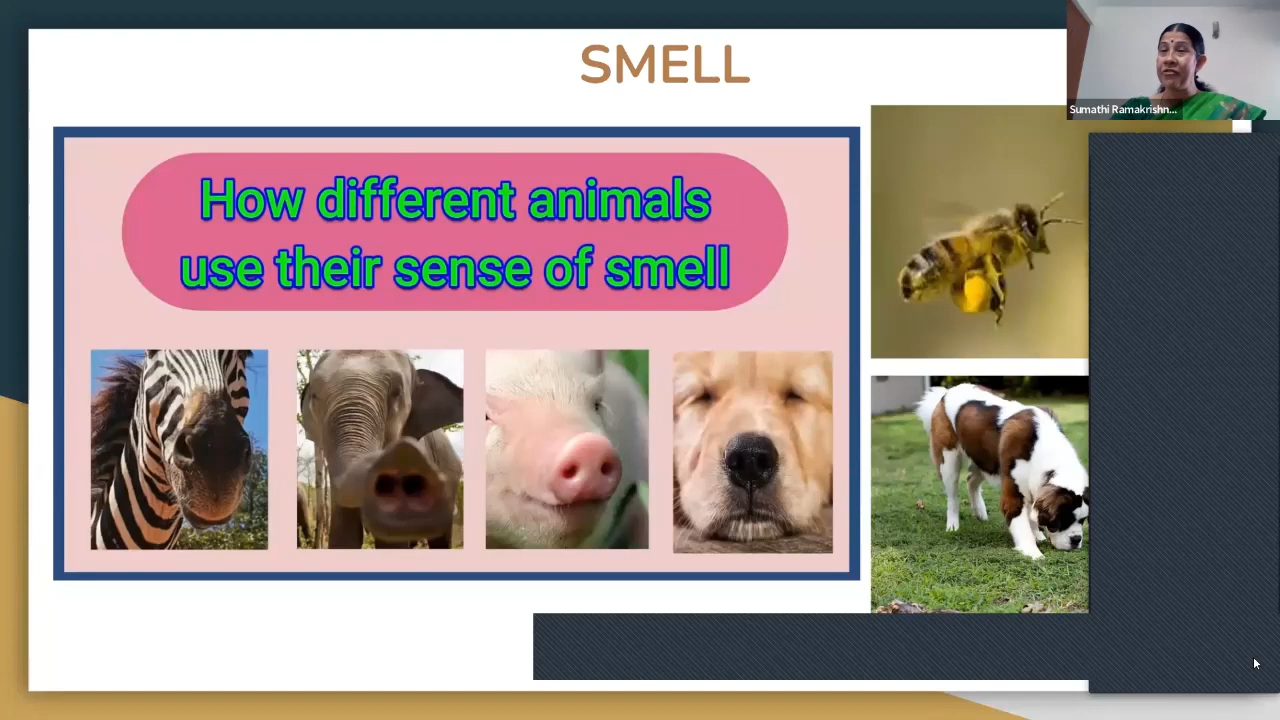 SMELL
Sumathi Ramakrishn...
How different animals
use their sense of smell